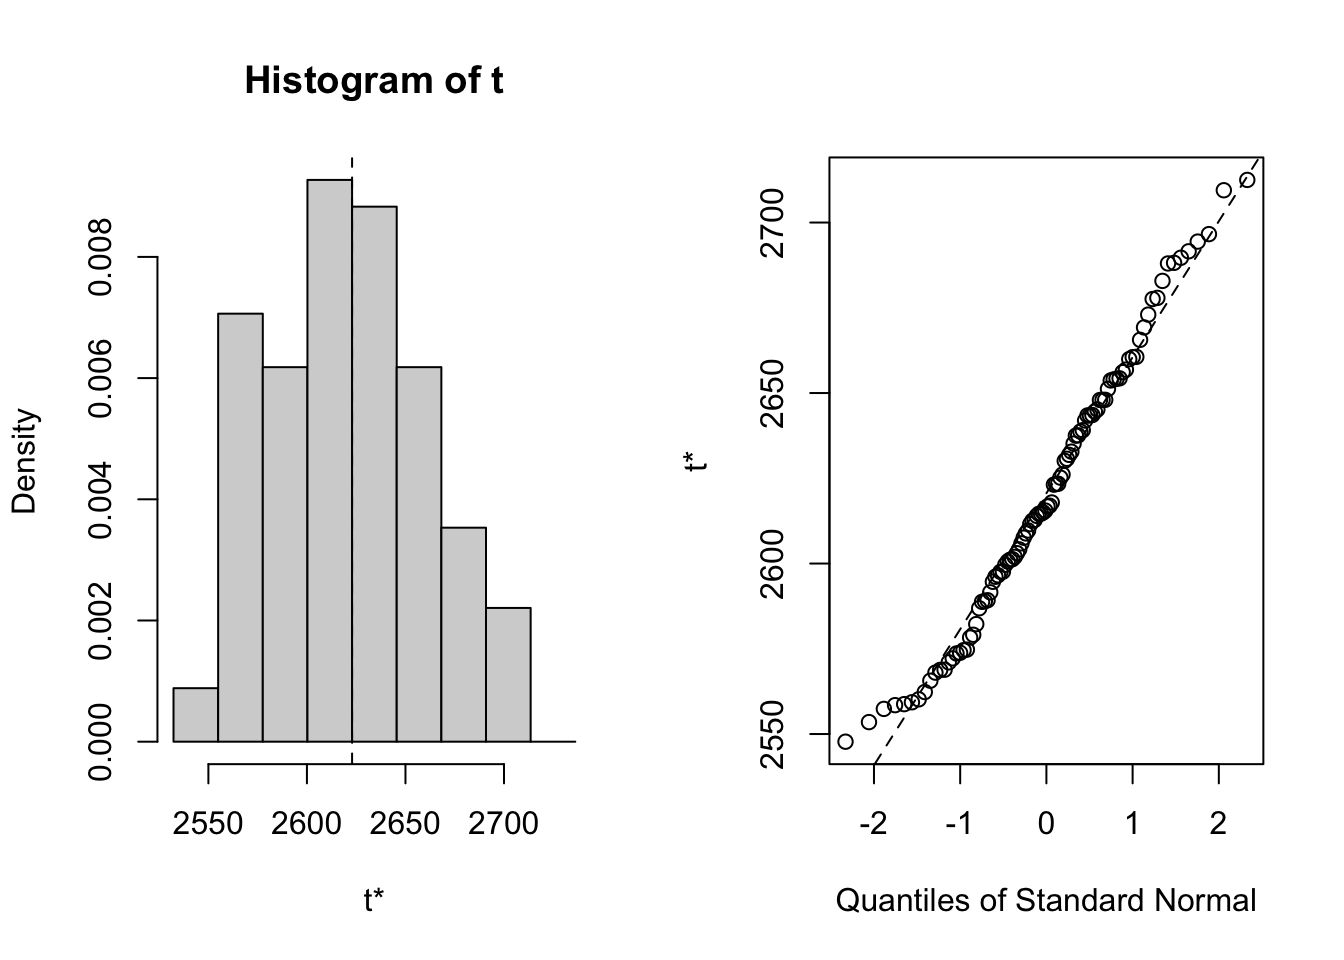 Histogram of t
Density
0.000 0.002 0.004 0.006 0.008
2550 2600 2650 2700
t*
t*
2550 2600 2650 2700
-2 -1 0 1 2
Quantiles of Standard Normal